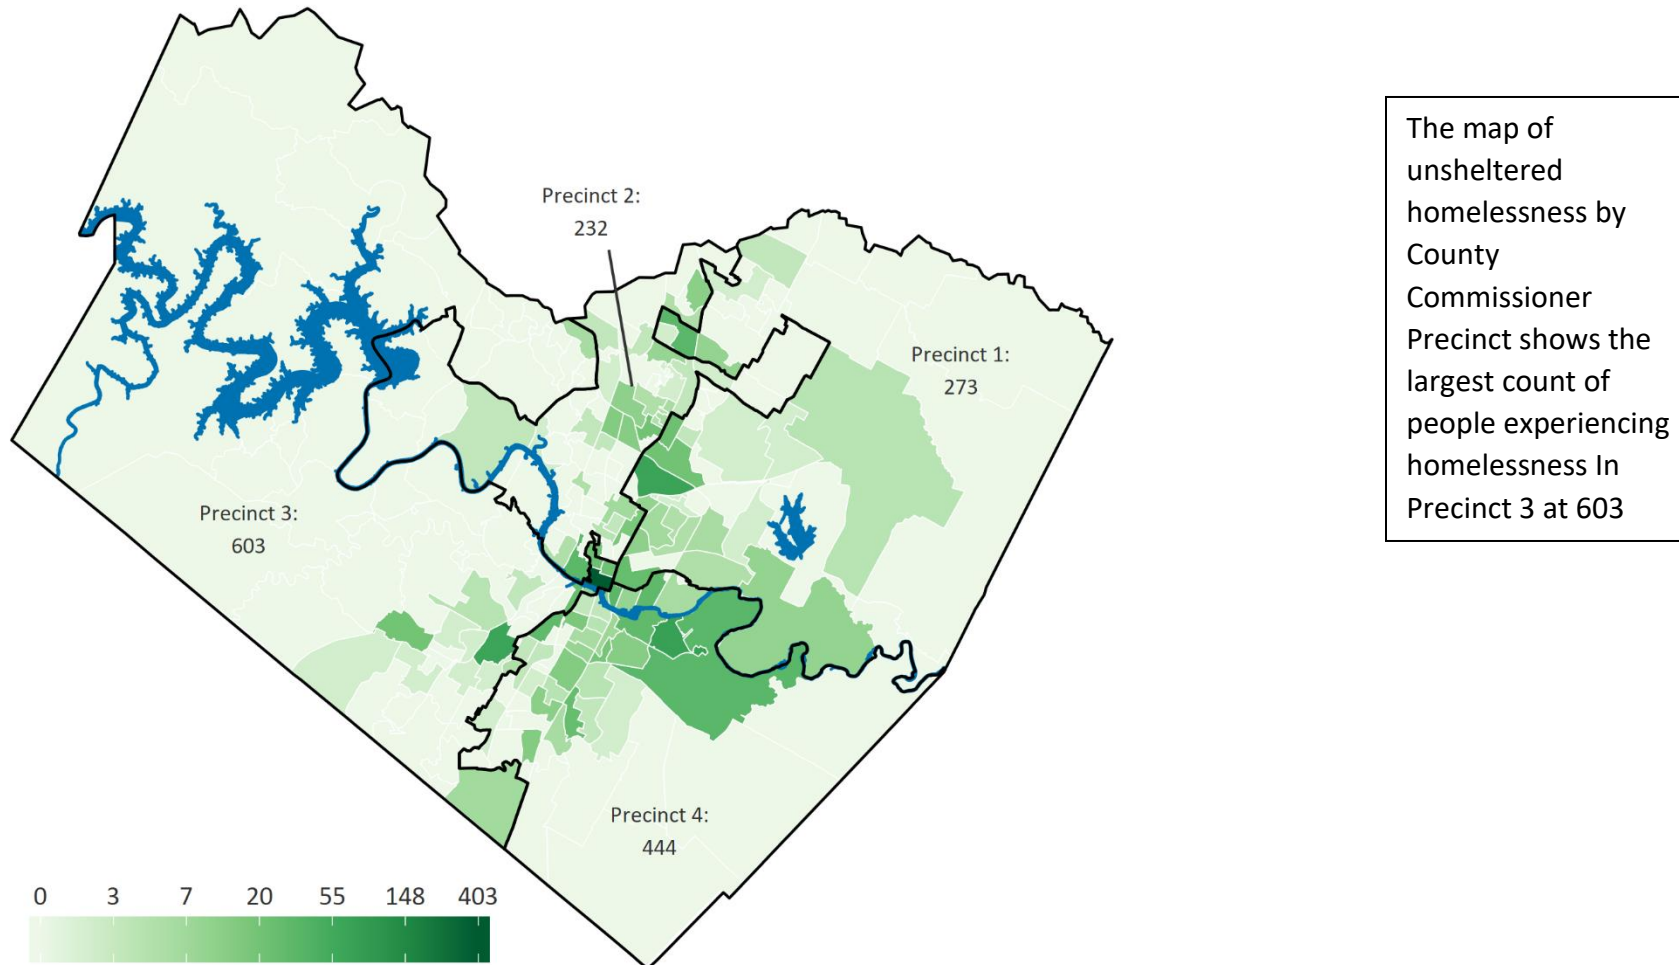 Precinct 2:
232
Precinct 1:
273
Precinct 3:
603
Precinct 4:
444
0 3 7 20 55 148 403
The map of
unsheltered
homelessness by
County
Commissioner
Precinct shows the
largest count of
people experiencing
homelessness In
Precinct 3 at 603